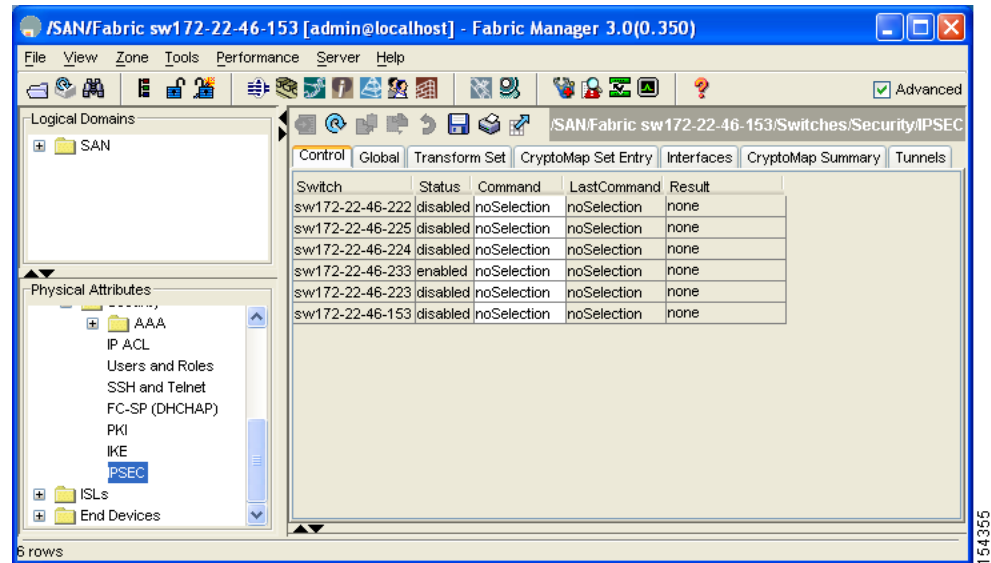 /SAN/Fabric sw172-22-46-153 [admin@localhost] - Fabric Manager 3.0(0.350)
File View Zone Tools Performance Server Help
Advanced
Logical Domains
SAN
/SAN/Fabric sw172-22-46-153/Switches/Security/IPSEC
Control Global Transform Set CryptoMap Set Entry Interfaces CryptoMap Summary Tunnels
Switch Status Command LastCommand Result
sw172-22-46-222 disabled noSelection noSelection none
sw172-22-46-225 disabled noSelection noSelection none
sw172-22-46-224 disabled noSelection noSelection none
sw172-22-46-233 enabled noSelection noSelection none
sw172-22-46-223 disabled noSelection noSelection none
sw172-22-46-153 disabled noSelection noSelection none
Physical Attributes
AAA
IP ACL
Users and Roles
SSH and Telnet
FC-SP (DHCHAP)
PKI
IKE
IPSEC
ISLs
End Devices
6 rows
154355